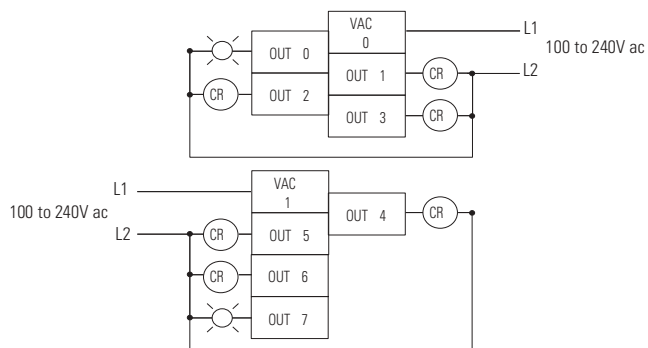 VAC
0
L1
100 to 240V ac
OUT 0
OUT 1
CR
L2
CR
OUT 2
OUT 3
CR
L1
VAC
1
100 to 240V ac
OUT 4
CR
L2
CR
OUT 5
CR
OUT 6
OUT 7